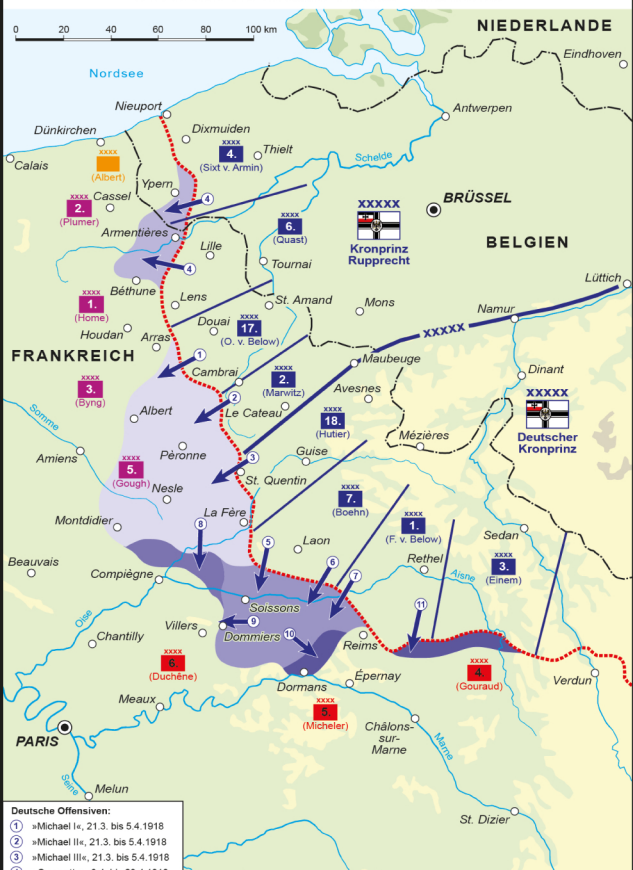 0 20 40 60 80 100 km
NIEDERLANDE
Eindhoven
Nordsee
Nieuport
Antwerpen
Dünkirchen
Dixmuiden
XXXX
XXXX
4.
Thielt
(Albert)
(Sixt v. Armin)
Schelde
Calais
Ypern
XXXX
Cassel
2.
(Plumer)
4
XXXXX
BRÜSSEL
XXXX
6.
(Quast)
Armentières
Kronprinz
Rupprecht
BELGIEN
Lille
4
Tournai
Lüttich
Béthune
XXXX
1.
(Home)
Lens
St. Amand
Mons
Namur
XXXX
17.
(O. v. Below)
Douai
Houdan
Arras
XXXXX
FRANKREICH
1
Maubeuge
Cambrai
XXXX
2.
(Marwitz)
Dinant
XXXX
3.
(Byng)
Avesnes
XXXXX
2
Albert
Le Cateau
XXXX
18.
(Hutier)
Deutscher
Kronprinz
Somme
Mézières
Amiens
Pèronne
Guise
3
XXXX
5.
(Gough)
St. Quentin
Nesle
XXXX
7.
(Boehn)
La Fère
XXXX
1.
(F. v. Below)
Montdidier
8
Sedan
5
Laon
Beauvais
6
Rethel
XXXX
3.
(Einem)
Compiègne
7
Aisne
Oise
Soissons
11
Villers
9
Chantilly
Dommiers
10
Reims
XXXX
6.
(Duchêne)
XXXX
4.
(Gouraud)
Dormans
Épernay
Verdun
Meaux
XXXX
5.
(Micheler)
Châlons-
sur-
Marne
PARIS
Marne
Seine
Melun
St. Dizier
Deutsche Offensiven:
1 »Michael I«, 21.3. bis 5.4.1918
2 »Michael II«, 21.3. bis 5.4.1918
3 »Michael III«, 21.3. bis 5.4.1918